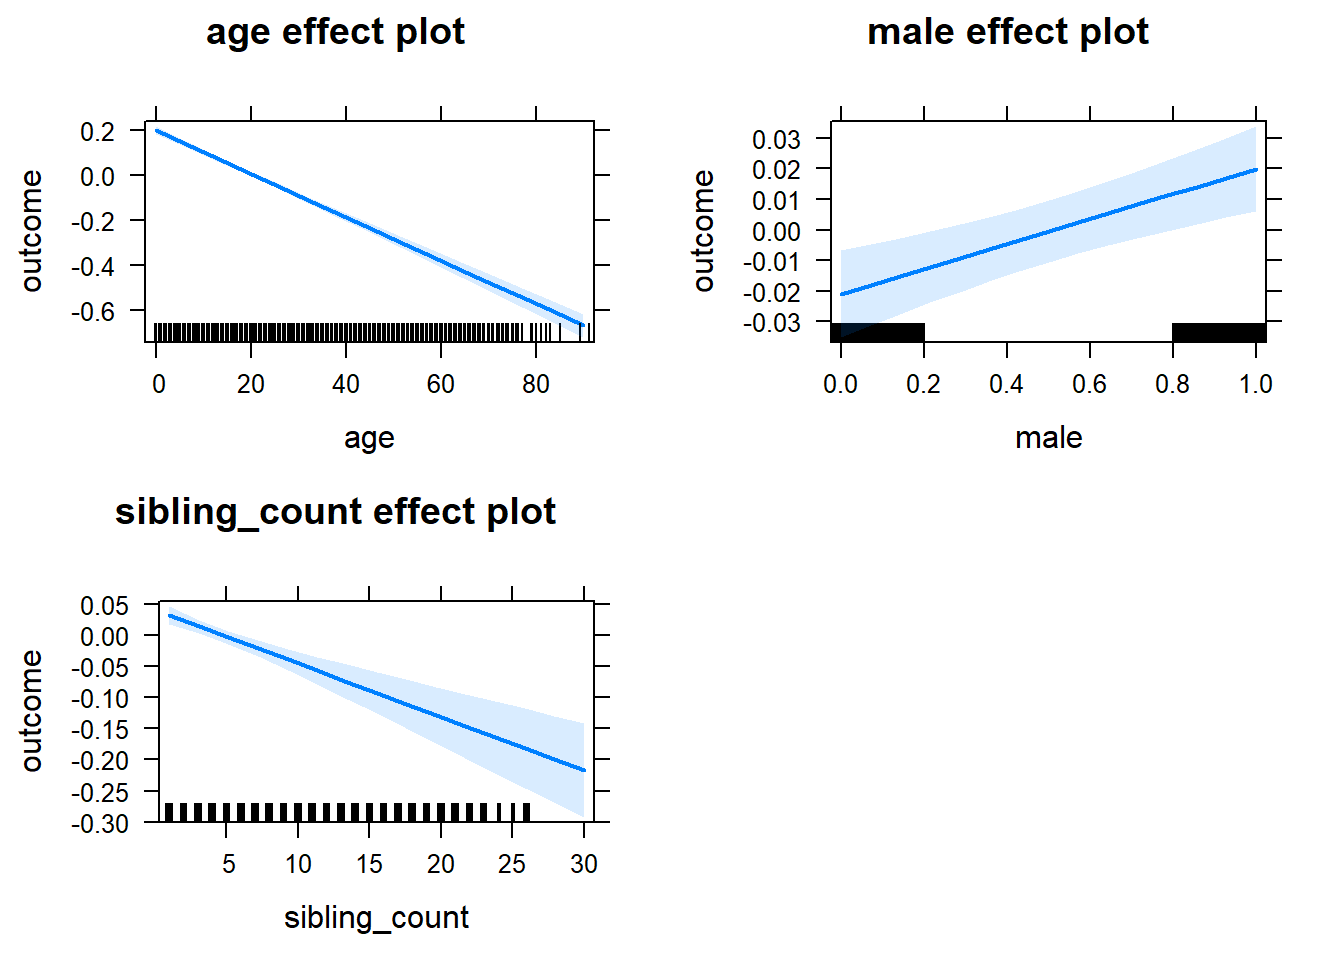 age effect plot
outcome
0.2
0.0
-0.2
-0.4
-0.6
0 20 40 60 80
age
male effect plot
outcome
0.03
0.02
0.01
0.00
-0.01
-0.02
-0.03
0.0 0.2 0.4 0.6 0.8 1.0
male
sibling_count effect plot
outcome
0.05
0.00
-0.05
-0.10
-0.15
-0.20
-0.25
-0.30
5 10 15 20 25 30
sibling_count